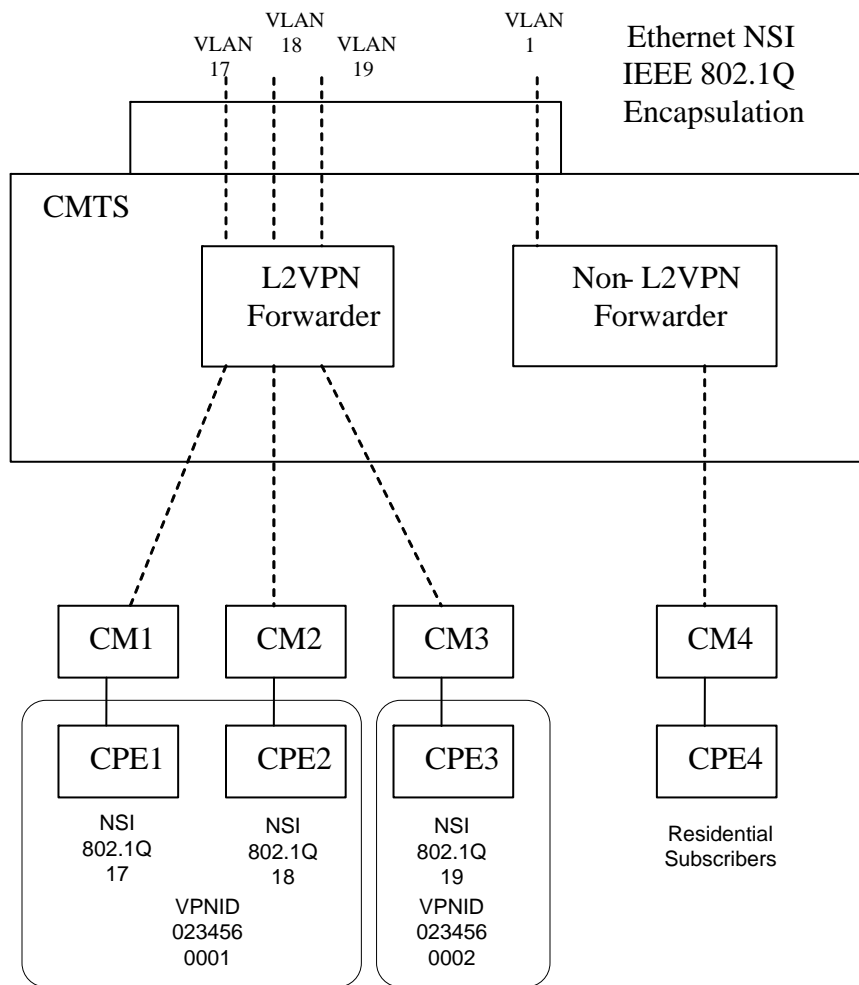 VLAN
17
VLAN
18
VLAN
19
VLAN
1
Ethernet NSI
IEEE 802.1Q
Encapsulation
CMTS
L2VPN
Forwarder
Non- L2VPN
Forwarder
CM1
CM2
CM3
CM4
CPE1
CPE2
CPE3
CPE4
NSI
802.1Q
17
NSI
802.1Q
18
NSI
802.1Q
19
Residential
Subscribers
VPNID
023456
0001
VPNID
023456
0002